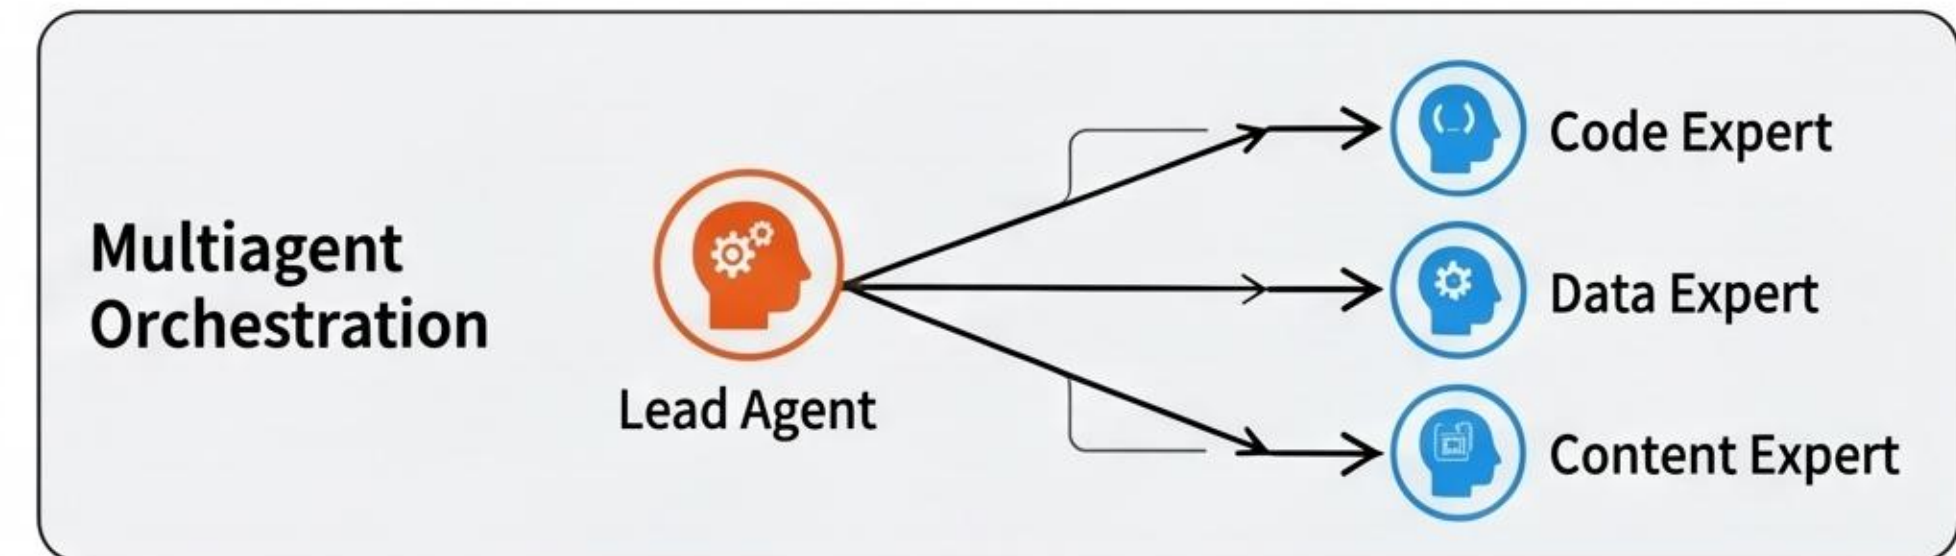 Multiagent
Orchestration
Lead Agent
Code Expert
Data Expert
Content Expert